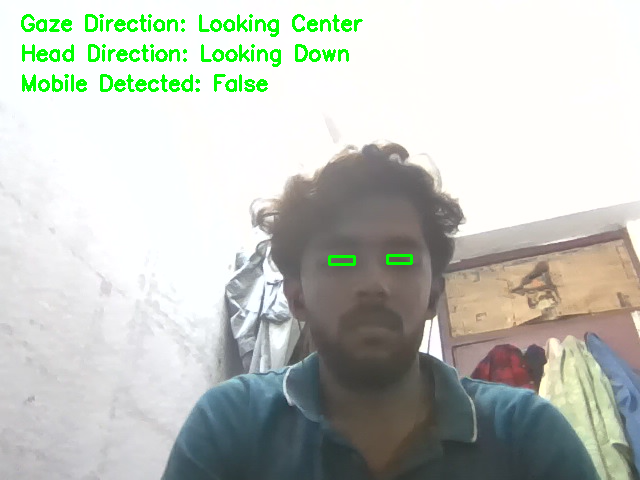 Gaze Direction: Looking Center
Head Direction: Looking Down
Mobile Detected: False